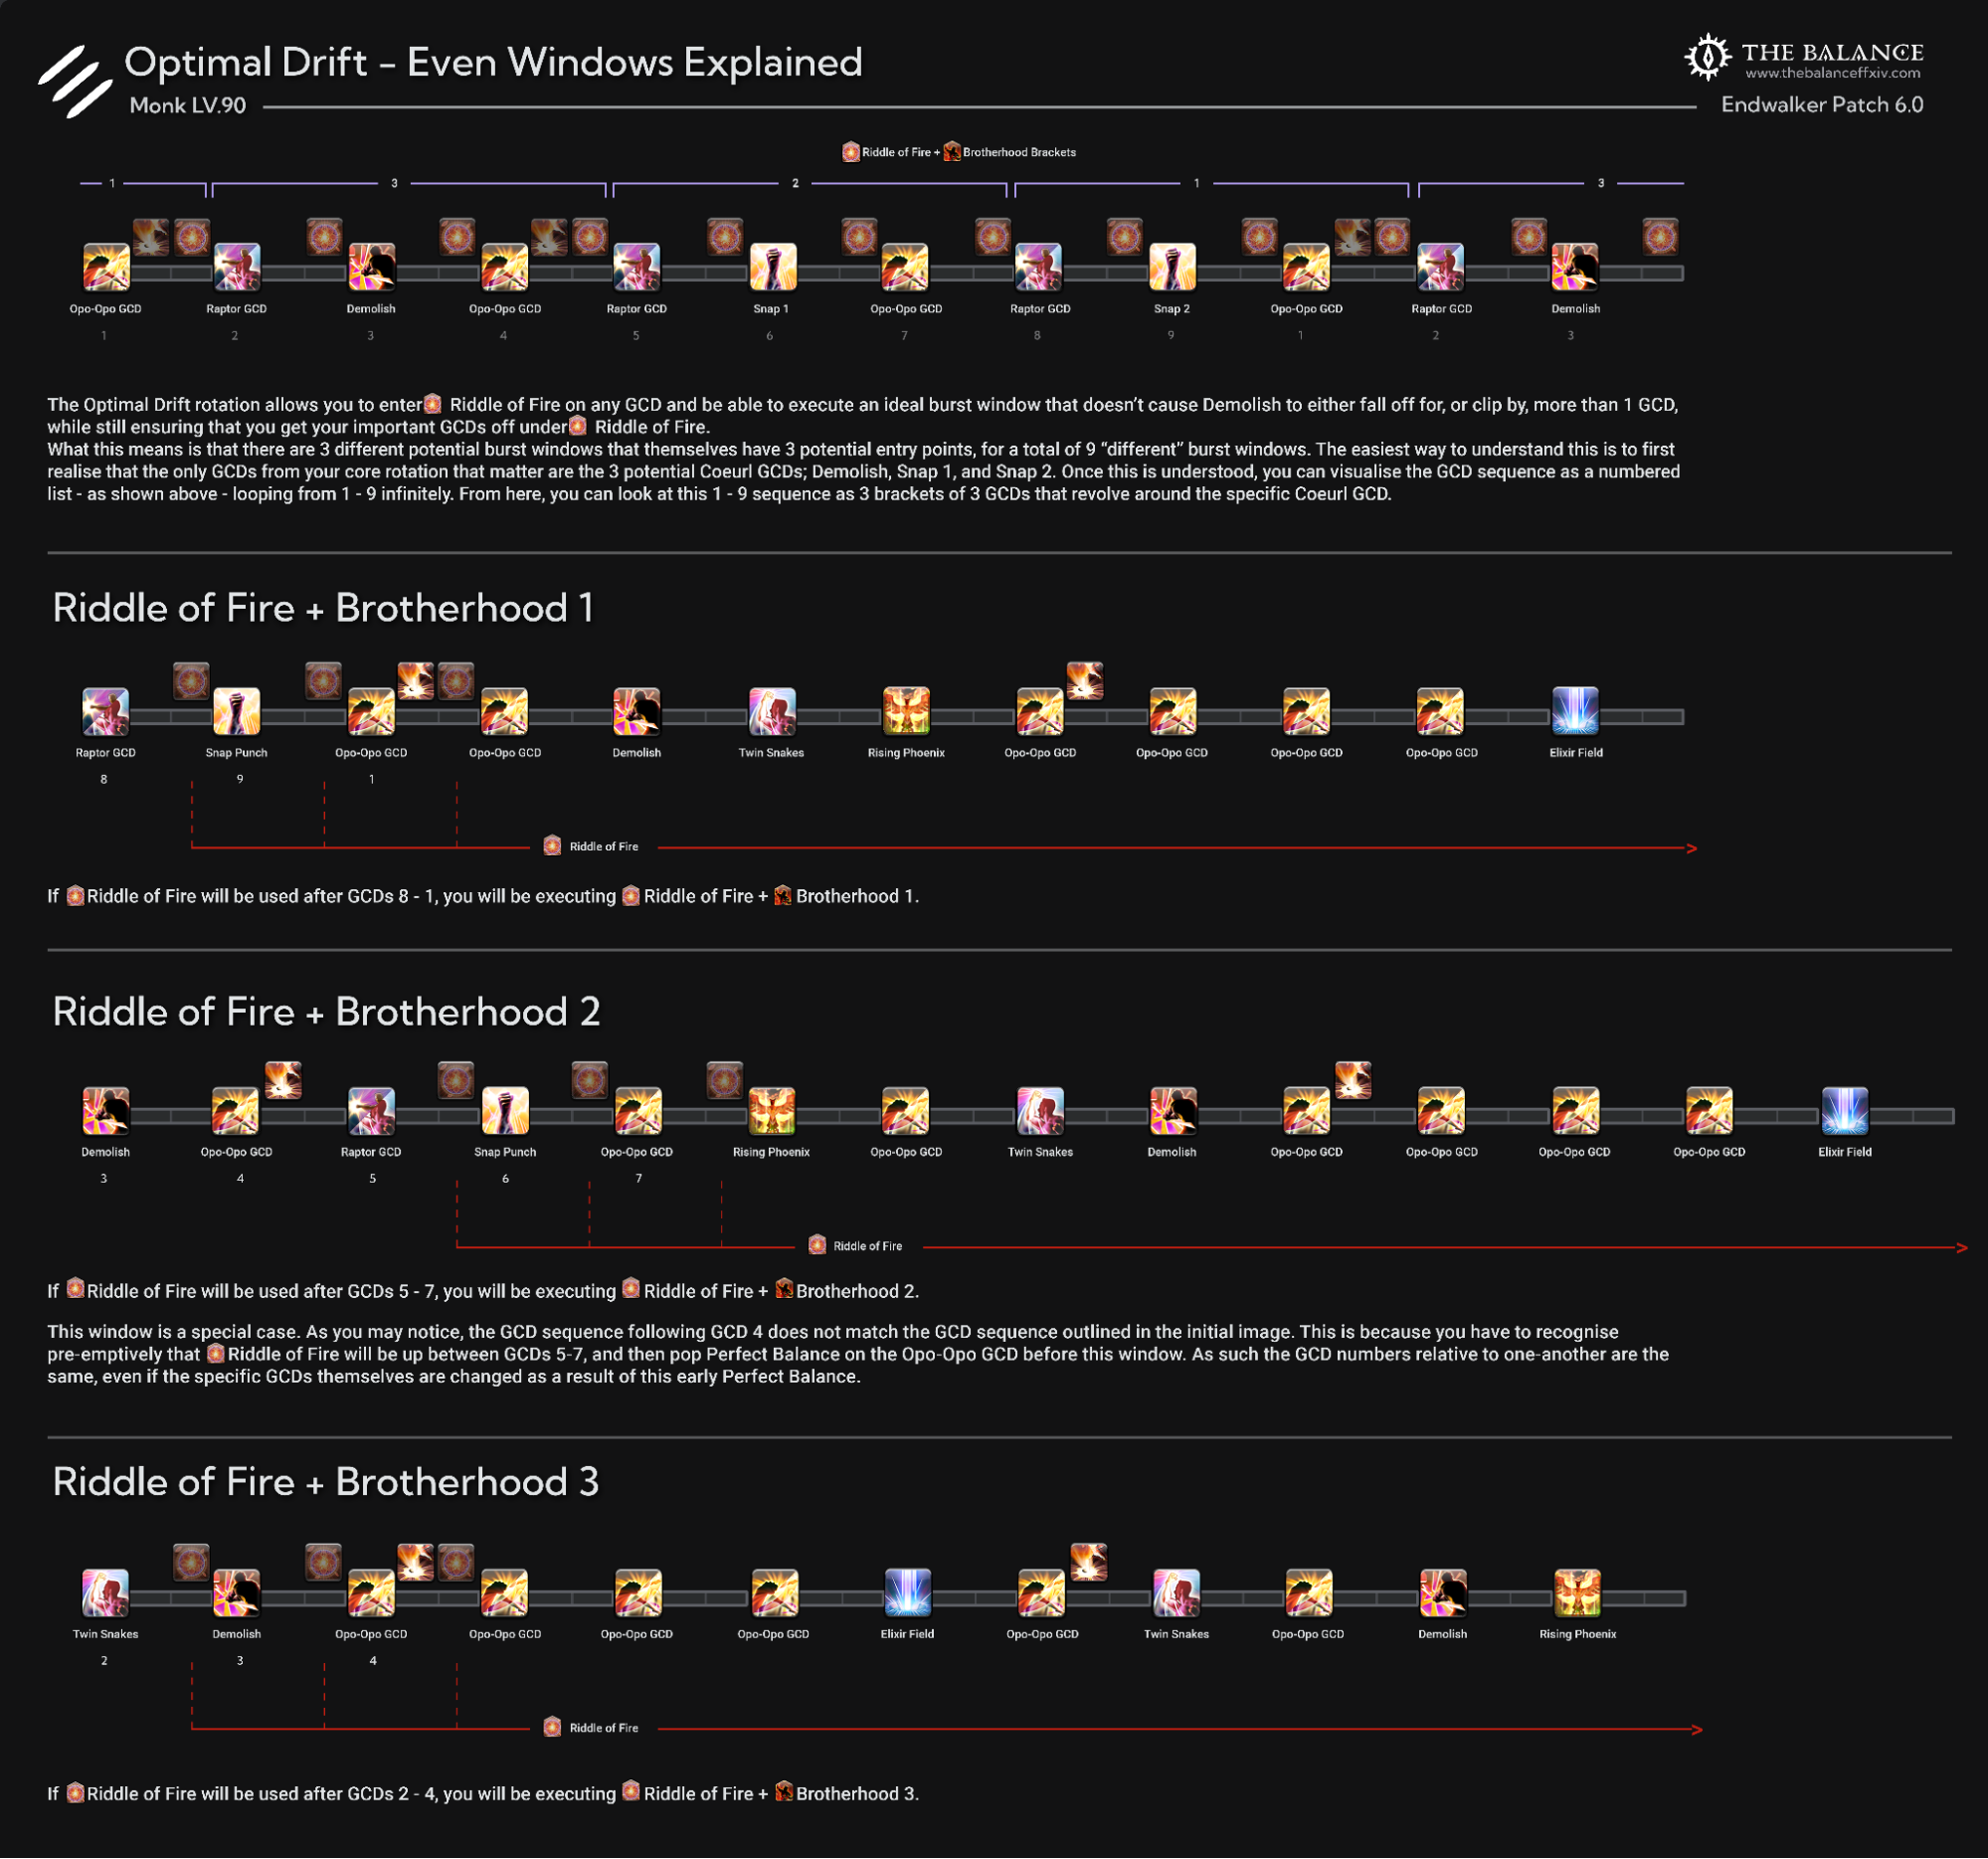 Optimal Drift - Even Windows Explained
THE BALANCE
www.thebalanceffxiv.com
Monk LV.90
Endwalker Patch 6.0
Riddle of Fire + Brotherhood Brackets
1 3 2 1 3
Opo-Opo GCD Raptor GCD Demolish Opo-Opo GCD Raptor GCD Snap 1 Opo-Opo GCD Raptor GCD Snap 2 Opo-Opo GCD Raptor GCD Demolish
1 2 3 4 5 6 7 8 9 1 2 3
The Optimal Drift rotation allows you to enter Riddle of Fire on any GCD and be able to execute an ideal burst window that doesn't cause Demolish to either fall off for, or clip by, more than 1 GCD,
while still ensuring that you get your important GCDs off under Riddle of Fire.
What this means is that there are 3 different potential burst windows that themselves have 3 potential entry points, for a total of 9 “different” burst windows. The easiest way to understand this is to first
realise that the only GCDs from your core rotation that matter are the 3 potential Coeurl GCDs; Demolish, Snap 1, and Snap 2. Once this is understood, you can visualise the GCD sequence as a numbered
list - as shown above - looping from 1 - 9 infinitely. From here, you can look at this 1 - 9 sequence as 3 brackets of 3 GCDs that revolve around the specific Coeurl GCD.
Riddle of Fire + Brotherhood 1
Raptor GCD Snap Punch Opo-Opo GCD Opo-Opo GCD Demolish Twin Snakes Rising Phoenix Opo-Opo GCD Opo-Opo GCD Opo-Opo GCD Opo-Opo GCD Elixir Field
8 9 1
Riddle of Fire
If Riddle of Fire will be used after GCDs 8 - 1, you will be executing Riddle of Fire + Brotherhood 1.
Riddle of Fire + Brotherhood 2
Demolish Opo-Opo GCD Raptor GCD Snap Punch Opo-Opo GCD Rising Phoenix Opo-Opo GCD Twin Snakes Demolish Opo-Opo GCD Opo-Opo GCD Opo-Opo GCD Opo-Opo GCD Elixir Field
3 4 5 6 7
Riddle of Fire
If Riddle of Fire will be used after GCDs 5 - 7, you will be executing Riddle of Fire + Brotherhood 2.
This window is a special case. As you may notice, the GCD sequence following GCD 4 does not match the GCD sequence outlined in the initial image. This is because you have to recognise
pre-emptively that Riddle of Fire will be up between GCDs 5-7, and then pop Perfect Balance on the Opo-Opo GCD before this window. As such the GCD numbers relative to one-another are the
same, even if the specific GCDs themselves are changed as a result of this early Perfect Balance.
Riddle of Fire + Brotherhood 3
Twin Snakes Demolish Opo-Opo GCD Opo-Opo GCD Opo-Opo GCD Opo-Opo GCD Elixir Field Opo-Opo GCD Twin Snakes Opo-Opo GCD Demolish Rising Phoenix
2 3 4
Riddle of Fire
If Riddle of Fire will be used after GCDs 2 - 4, you will be executing Riddle of Fire + Brotherhood 3.